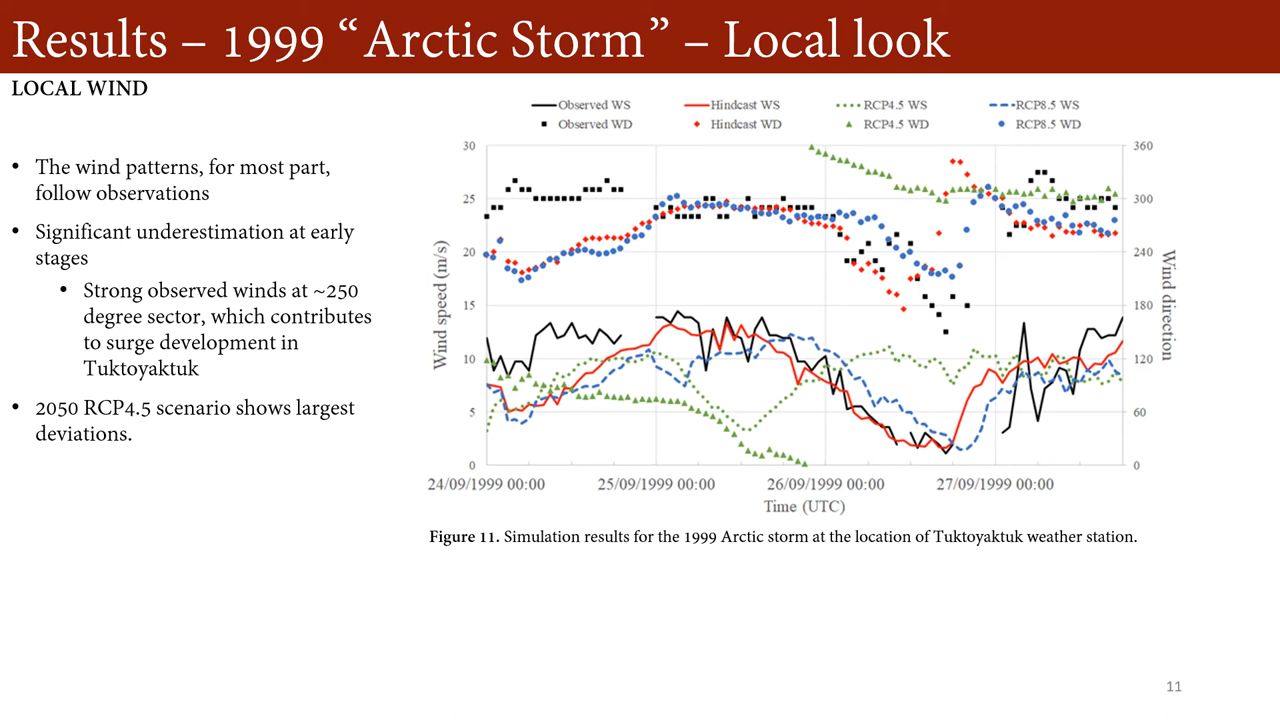 Results – 1999 “Arctic Storm” – Local look
LOCAL WIND
• The wind patterns, for most part,
follow observations
• Significant underestimation at early
stages
• Strong observed winds at ~250
degree sector, which contributes
to surge development in
Tuktoyaktuk
• 2050 RCP4.5 scenario shows largest
deviations.
Observed WS Hindcast WS RCP4.5 WS RCP8.5 WS
Observed WD Hindcast WD RCP4.5 WD RCP8.5 WD
Wind speed (m/s)
30
25
20
15
10
5
0
360
300
240
180
120
60
0
Wind direction
24/09/1999 00:00 25/09/1999 00:00 26/09/1999 00:00 27/09/1999 00:00
Time (UTC)
Figure 11. Simulation results for the 1999 Arctic storm at the location of Tuktoyaktuk weather station.
11